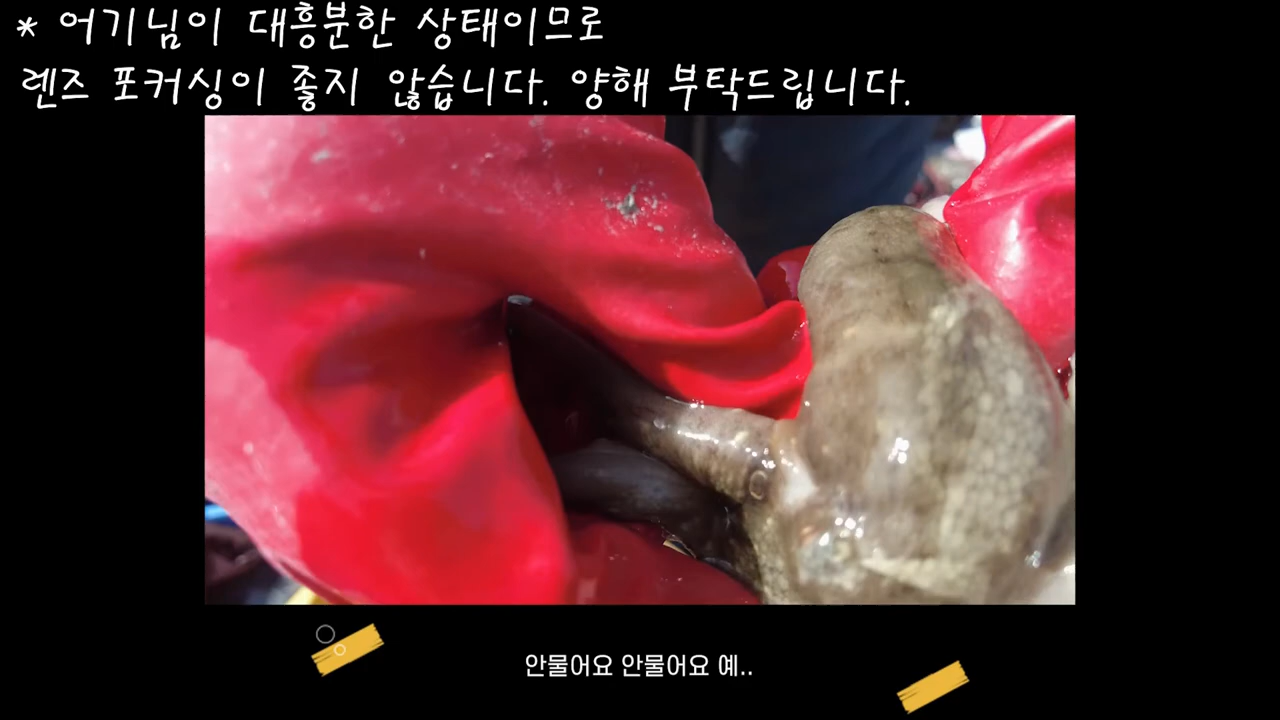 * 어기님이 대흥분한 상태이므로
렌즈 포커싱이 좋지 않습니다. 양해 부탁드립니다.
안물어요 안물어요 예..